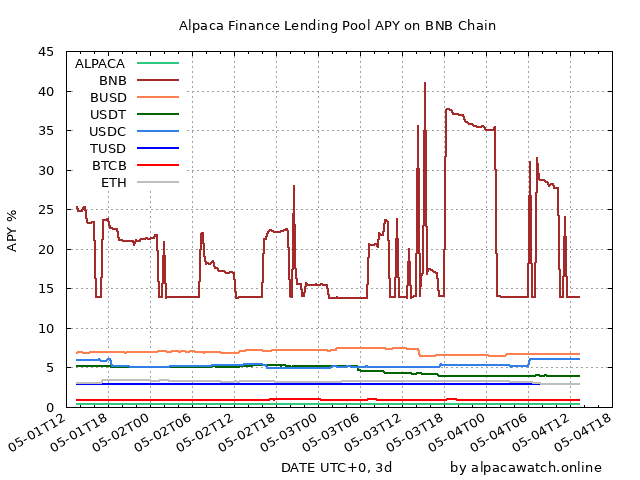 Alpaca Finance Lending Pool APY on BNB Chain
APY %
45
40
35
30
25
20
15
10
5
0
ALPACA
BNB
BUSD
USDT
USDC
TUSD
BTCB
ETH
05-01T12
05-01T18
05-02T00
05-02T06
05-02T12
05-02T18
05-03T00
05-03T06
05-03T12
05-03T18
05-04T00
05-04T06
05-04T12
05-04T18
DATE UTC+0, 3d
by alpacawatch.online